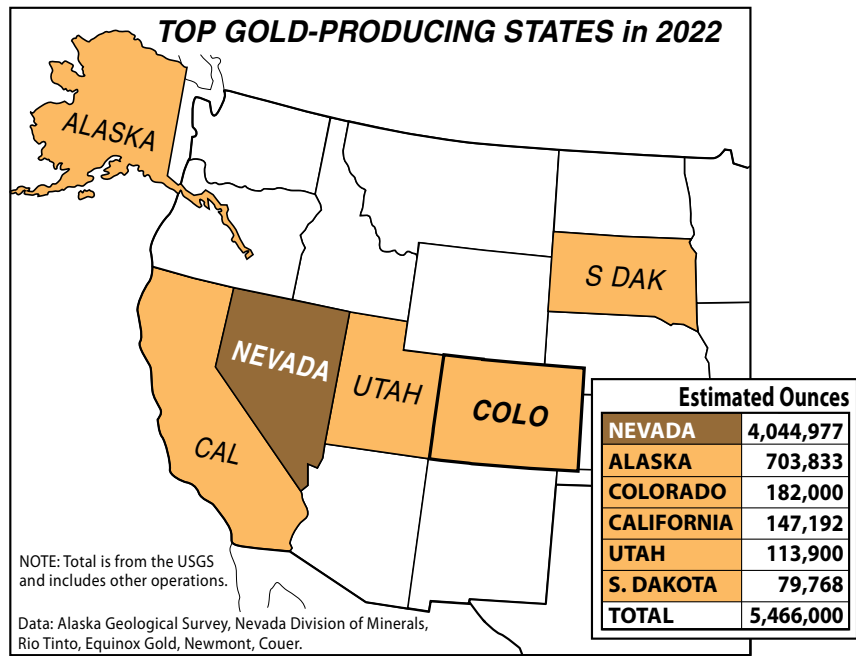 TOP GOLD-PRODUCING STATES in 2022
ALASKA
S DAK
NEVADA
UTAH
COLO
CAL
Estimated Ounces
NEVADA 4,044,977
ALASKA 703,833
COLORADO 182,000
CALIFORNIA 147,192
UTAH 113,900
S. DAKOTA 79,768
TOTAL 5,466,000
NOTE: Total is from the USGS
and includes other operations.
Data: Alaska Geological Survey, Nevada Division of Minerals,
Rio Tinto, Equinox Gold, Newmont, Couer.